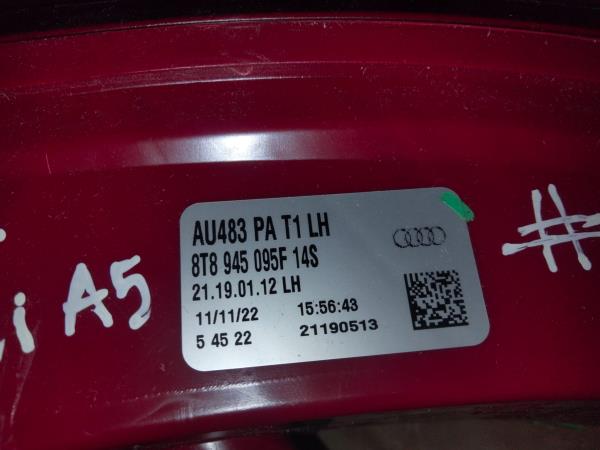 AU483 PA T1 LH
8T8 945 095F 14S
21.19.01.12 LH
11/11/22 15:56:43
5 45 22 21190513
i A5 #